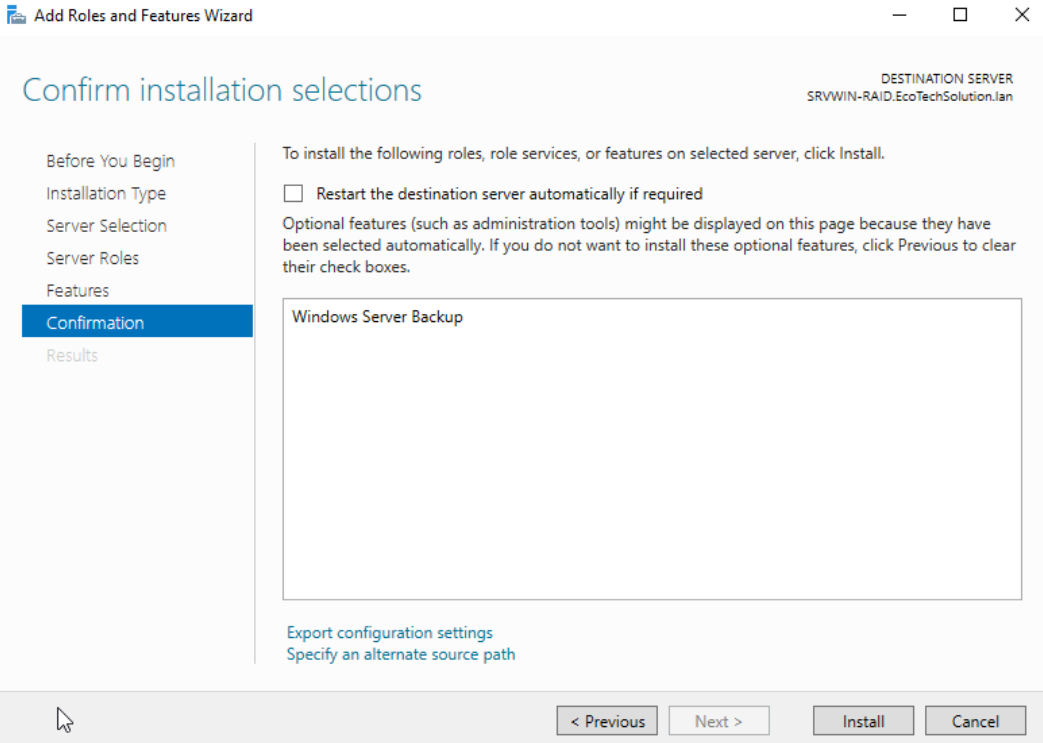 Add Roles and Features Wizard
Confirm installation selections
DESTINATION SERVER
SRVWIN-RAID.EcoTechSolution.lan
Before You Begin
Installation Type
Server Selection
Server Roles
Features
Confirmation
Results
To install the following roles, role services, or features on selected server, click Install.
Restart the destination server automatically if required
Optional features (such as administration tools) might be displayed on this page because they have
been selected automatically. If you do not want to install these optional features, click Previous to clear
their check boxes.
Windows Server Backup
Export configuration settings
Specify an alternate source path
< Previous
Next >
Install
Cancel